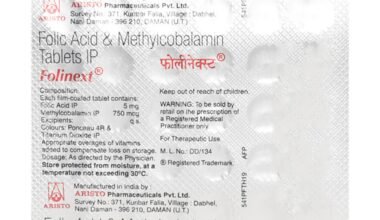 ARISTO Pharmaceuticals Pvt. Ltd.
Survey No.: 371, Kunbar Falia, Village : Dabhel,
Nani Daman - 396 210, DAMAN (U.T.)
Folic Acid & Methylcobalamin
Tablets IP
Folinext®
फोलीनेक्स्ट®
Composition:
Each film-coated tablet contains:
Folic Acid IP 5 mg
Methylcobalamin IP 750 mcg
Excipients q.s.
Colours: Ponceau 4R &
Titanium Dioxide IP
Appropriate overages of vitamins
added to compensate loss on storage.
Dosage: As directed by the Physician.
Store protected from moisture, at a
temperature not exceeding 30°C.
Keep out of reach of children.
WARNING: To be sold by
retail on the prescription of
a Registered Medical
Practitioner only.
For Therapeutic Use.
M. L. No.: DD/134
® Registered Trademark.
541PFTH19 AFP
Manufactured in India by :
ARISTO Pharmaceuticals Pvt. Ltd.
Survey No.: 371, Kunbar Falia, Village : Dabhel,
Nani Daman - 396 210, DAMAN (U.T.)